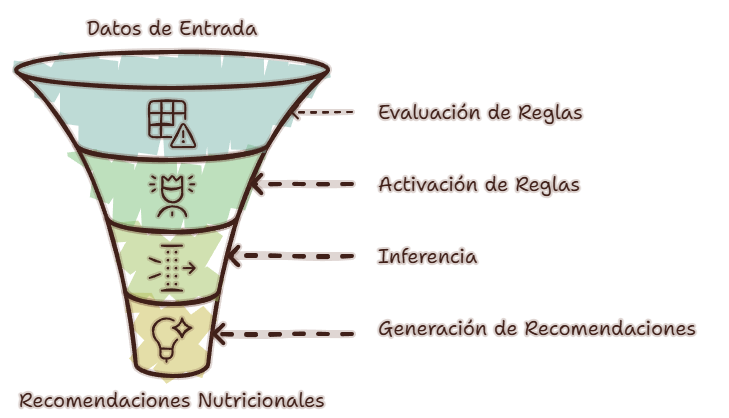 Datos de Entrada
Evaluación de Reglas
Activación de Reglas
Inferencia
Generación de Recomendaciones
Recomendaciones Nutricionales